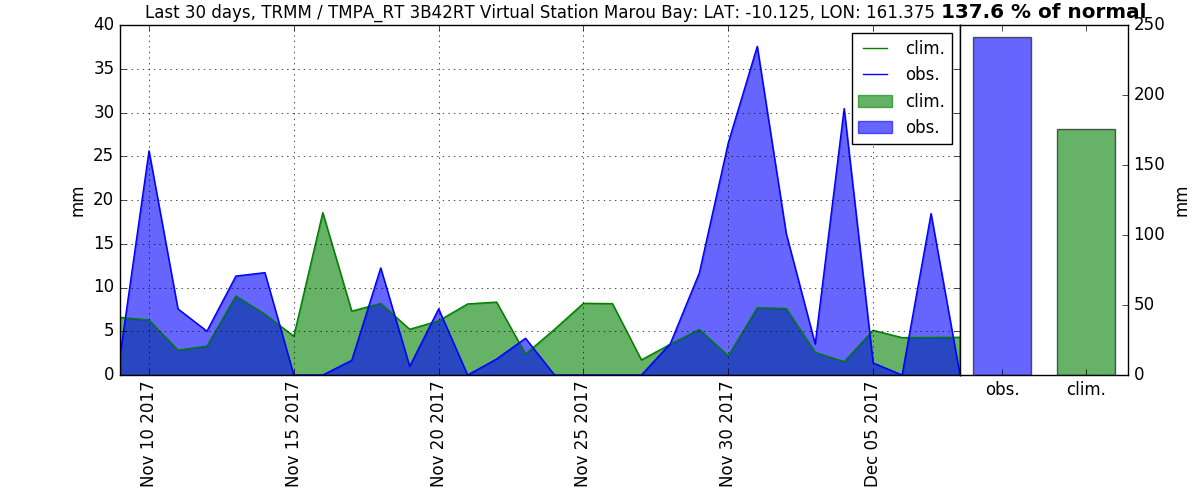 Last 30 days, TRMM / TMPA_RT 3B42RT Virtual Station Marou Bay: LAT: -10.125, LON: 161.375 137.6 % of normal
40
35
30
25
20
15
10
5
0
mm
clim.
obs.
clim.
obs.
250
200
150
100
50
0
mm
obs.
clim.
Nov 10 2017
Nov 15 2017
Nov 20 2017
Nov 25 2017
Nov 30 2017
Dec 05 2017